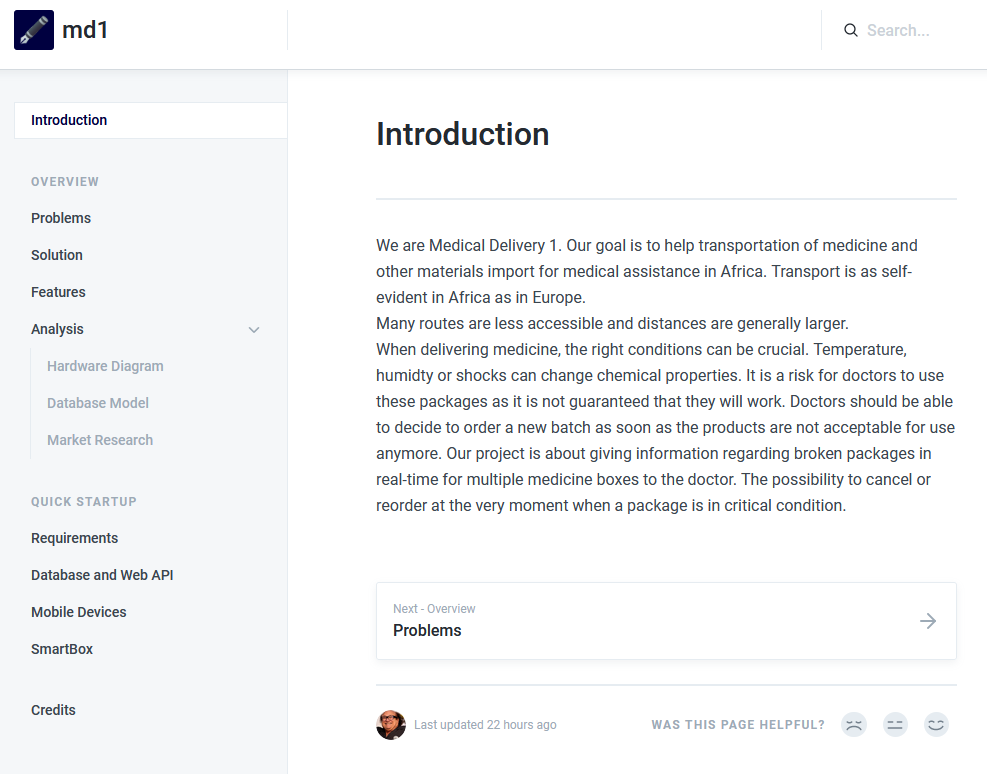 md1
Search...
Introduction
OVERVIEW
Problems
Solution
Features
Analysis
Hardware Diagram
Database Model
Market Research
QUICK STARTUP
Requirements
Database and Web API
Mobile Devices
SmartBox
Credits
Introduction
We are Medical Delivery 1. Our goal is to help transportation of medicine and
other materials import for medical assistance in Africa. Transport is as self-
evident in Africa as in Europe.
Many routes are less accessible and distances are generally larger.
When delivering medicine, the right conditions can be crucial. Temperature,
humidty or shocks can change chemical properties. It is a risk for doctors to use
these packages as it is not guaranteed that they will work. Doctors should be able
to decide to order a new batch as soon as the products are not acceptable for use
anymore. Our project is about giving information regarding broken packages in
real-time for multiple medicine boxes to the doctor. The possibility to cancel or
reorder at the very moment when a package is in critical condition.
Next - Overview
Problems
Last updated 22 hours ago
WAS THIS PAGE HELPFUL?